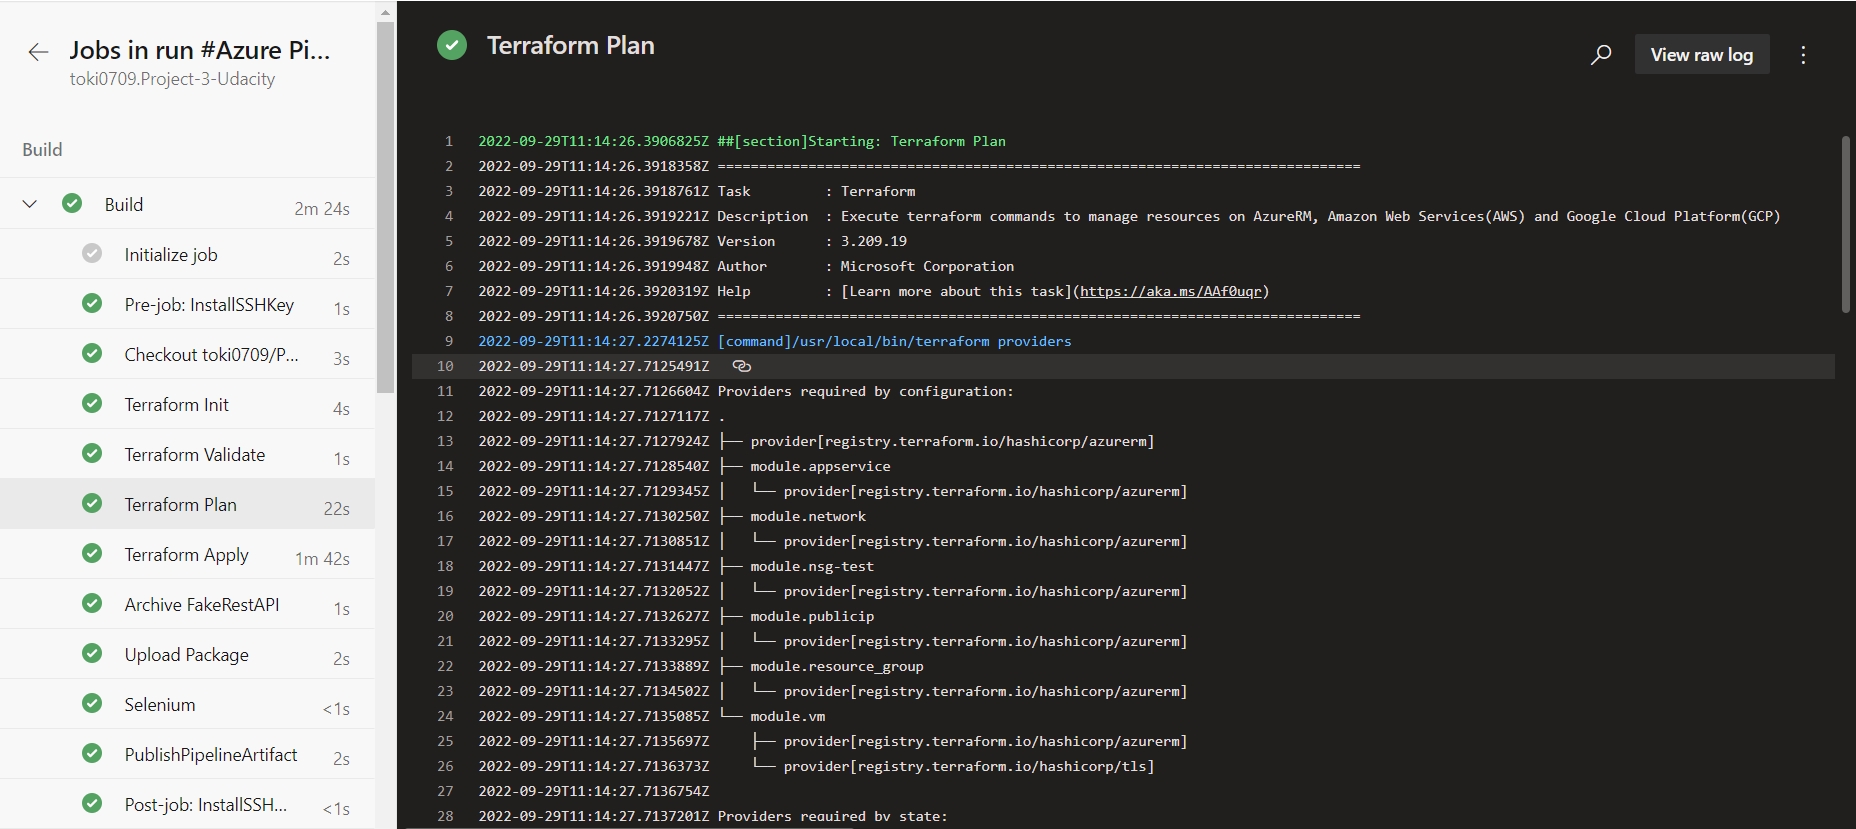 Jobs in run #Azure Pi...
toki0709.Project-3-Udacity
Build
Build 2m 24s
Initialize job 2s
Pre-job: InstallSSHKey 1s
Checkout toki0709/P... 3s
Terraform Init 4s
Terraform Validate 1s
Terraform Plan 22s
Terraform Apply 1m 42s
Archive FakeRestAPI 1s
Upload Package 2s
Selenium <1s
PublishPipelineArtifact 2s
Post-job: InstallSSH... <1s
Terraform Plan
View raw log
1 2022-09-29T11:14:26.3906825Z ##[section]Starting: Terraform Plan
2 2022-09-29T11:14:26.3918358Z ==============================================================================
3 2022-09-29T11:14:26.3918761Z Task         : Terraform
4 2022-09-29T11:14:26.3919221Z Description  : Execute terraform commands to manage resources on AzureRM, Amazon Web Services(AWS) and Google Cloud Platform(GCP)
5 2022-09-29T11:14:26.3919678Z Version      : 3.209.19
6 2022-09-29T11:14:26.3919948Z Author       : Microsoft Corporation
7 2022-09-29T11:14:26.3920319Z Help         : [Learn more about this task](https://aka.ms/AAf0uqr)
8 2022-09-29T11:14:26.3920750Z ==============================================================================
9 2022-09-29T11:14:27.2274125Z [command]/usr/local/bin/terraform providers
10 2022-09-29T11:14:27.7125491Z
11 2022-09-29T11:14:27.7126604Z Providers required by configuration:
12 2022-09-29T11:14:27.7127117Z .
13 2022-09-29T11:14:27.7127924Z ├── provider[registry.terraform.io/hashicorp/azurerm]
14 2022-09-29T11:14:27.7128540Z ├── module.appservice
15 2022-09-29T11:14:27.7129345Z │   └── provider[registry.terraform.io/hashicorp/azurerm]
16 2022-09-29T11:14:27.7130250Z ├── module.network
17 2022-09-29T11:14:27.7130851Z │   └── provider[registry.terraform.io/hashicorp/azurerm]
18 2022-09-29T11:14:27.7131447Z ├── module.nsg-test
19 2022-09-29T11:14:27.7132052Z │   └── provider[registry.terraform.io/hashicorp/azurerm]
20 2022-09-29T11:14:27.7132627Z ├── module.publicip
21 2022-09-29T11:14:27.7133295Z │   └── provider[registry.terraform.io/hashicorp/azurerm]
22 2022-09-29T11:14:27.7133889Z ├── module.resource_group
23 2022-09-29T11:14:27.7134502Z │   └── provider[registry.terraform.io/hashicorp/azurerm]
24 2022-09-29T11:14:27.7135085Z └── module.vm
25 2022-09-29T11:14:27.7135697Z     ├── provider[registry.terraform.io/hashicorp/azurerm]
26 2022-09-29T11:14:27.7136373Z     └── provider[registry.terraform.io/hashicorp/tls]
27 2022-09-29T11:14:27.7136754Z
28 2022-09-29T11:14:27.7137201Z Providers required by state: